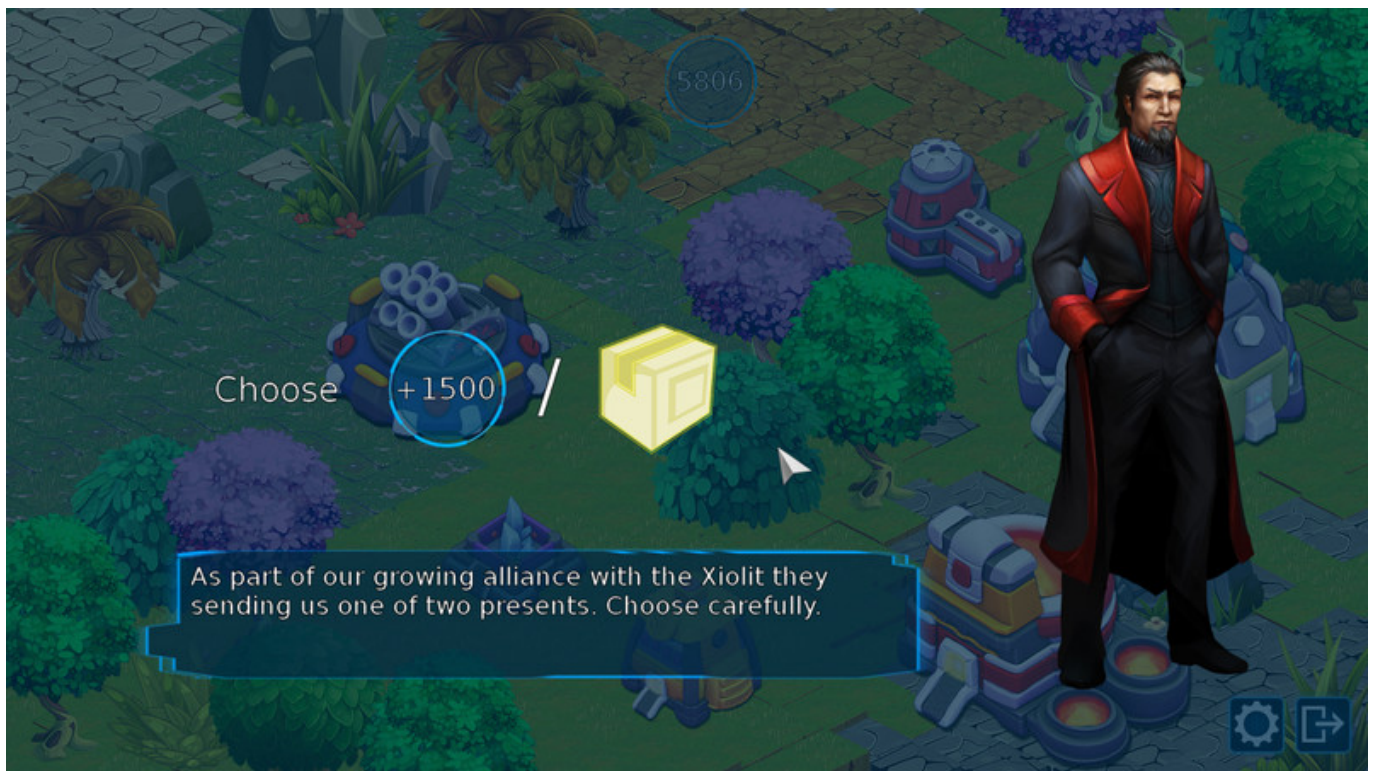 5806
Choose +1500 /
As part of our growing alliance with the Xiolit they
sending us one of two presents. Choose carefully.